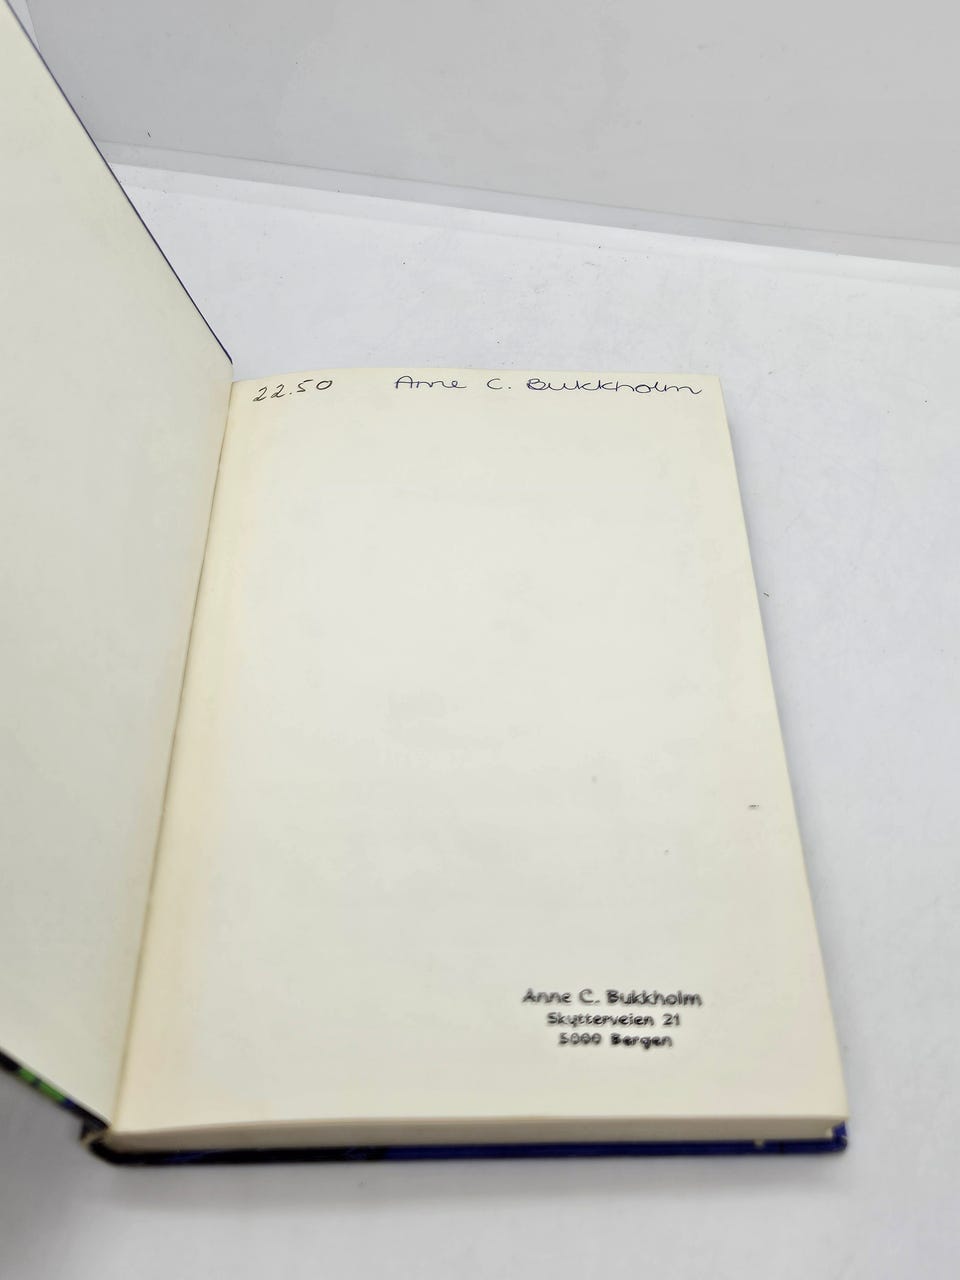 22.50 Anne C. Bukkholm
Anne C. Bukkholm
Skytterveien 21
5000 Bergen